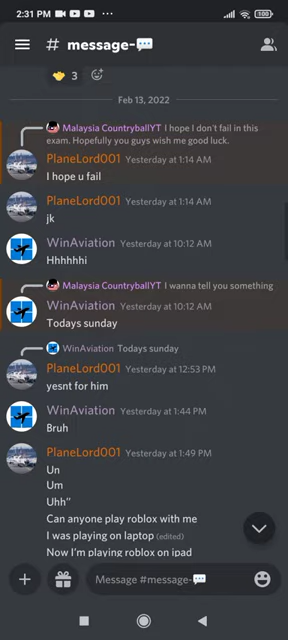 2:31 PM
100
# message-💬
3
Feb 13, 2022
Malaysia CountryballYT I hope I don't fail in this
exam. Hopefully you guys wish me good luck.
PlaneLord001 Yesterday at 1:14 AM
I hope u fail
PlaneLord001 Yesterday at 1:14 AM
jk
WinAviation Yesterday at 10:12 AM
Hhhhhhi
Malaysia CountryballYT I wanna tell you something
WinAviation Yesterday at 10:12 AM
Todays sunday
WinAviation Todays sunday
PlaneLord001 Yesterday at 12:53 PM
yesnt for him
WinAviation Yesterday at 1:44 PM
Bruh
PlaneLord001 Yesterday at 1:49 PM
Un
Um
Uhh"
Can anyone play roblox with me
I was playing on laptop (edited)
Now I'm playing roblox on ipad
Message #message-💬